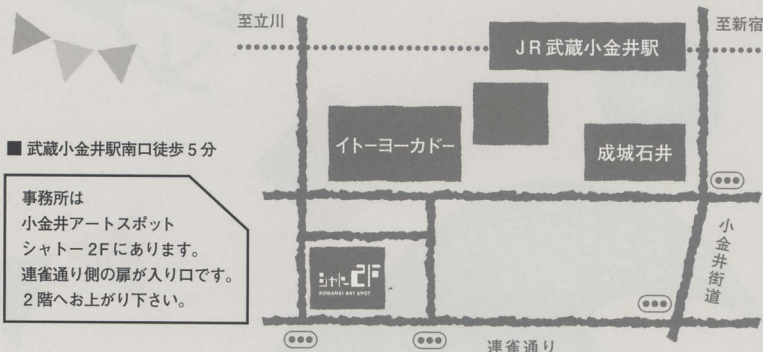 至立川
至新宿
JR武蔵小金井駅
イトーヨーカドー
成城石井
■ 武蔵小金井駅南口徒歩5分
事務所は
小金井アートスポット
シャトー2Fにあります。
連雀通り側の扉が入り口です。
2階へお上がり下さい。
シャトー2F
KOGANEI ART SPOT
小金井街道
連雀通り